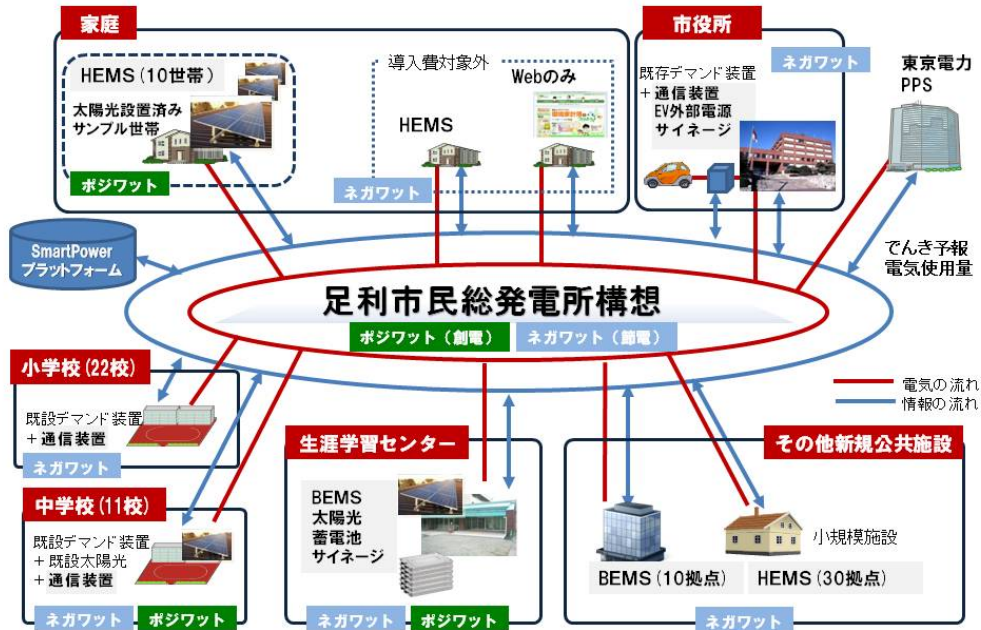 家庭
HEMS(10世帯)
太陽光設置済み
サンプル世帯
ポジワット
導入費対象外
Webのみ
HEMS
ネガワット
市役所
ネガワット
既存デマンド装置
+通信装置
EV外部電源
サイネージ
東京電力
PPS
でんき予報
電気使用量
SmartPower
プラットフォーム
足利市民総発電所構想
ポジワット(創電)
ネガワット(節電)
電気の流れ
情報の流れ
小学校(22校)
既設デマンド装置
+通信装置
ネガワット
中学校(11校)
既設デマンド装置
+既設太陽光
+通信装置
ネガワット
ポジワット
生涯学習センター
BEMS
太陽光
蓄電池
サイネージ
ネガワット
ポジワット
その他新規公共施設
小規模施設
BEMS(10拠点)
HEMS(30拠点)
ネガワット